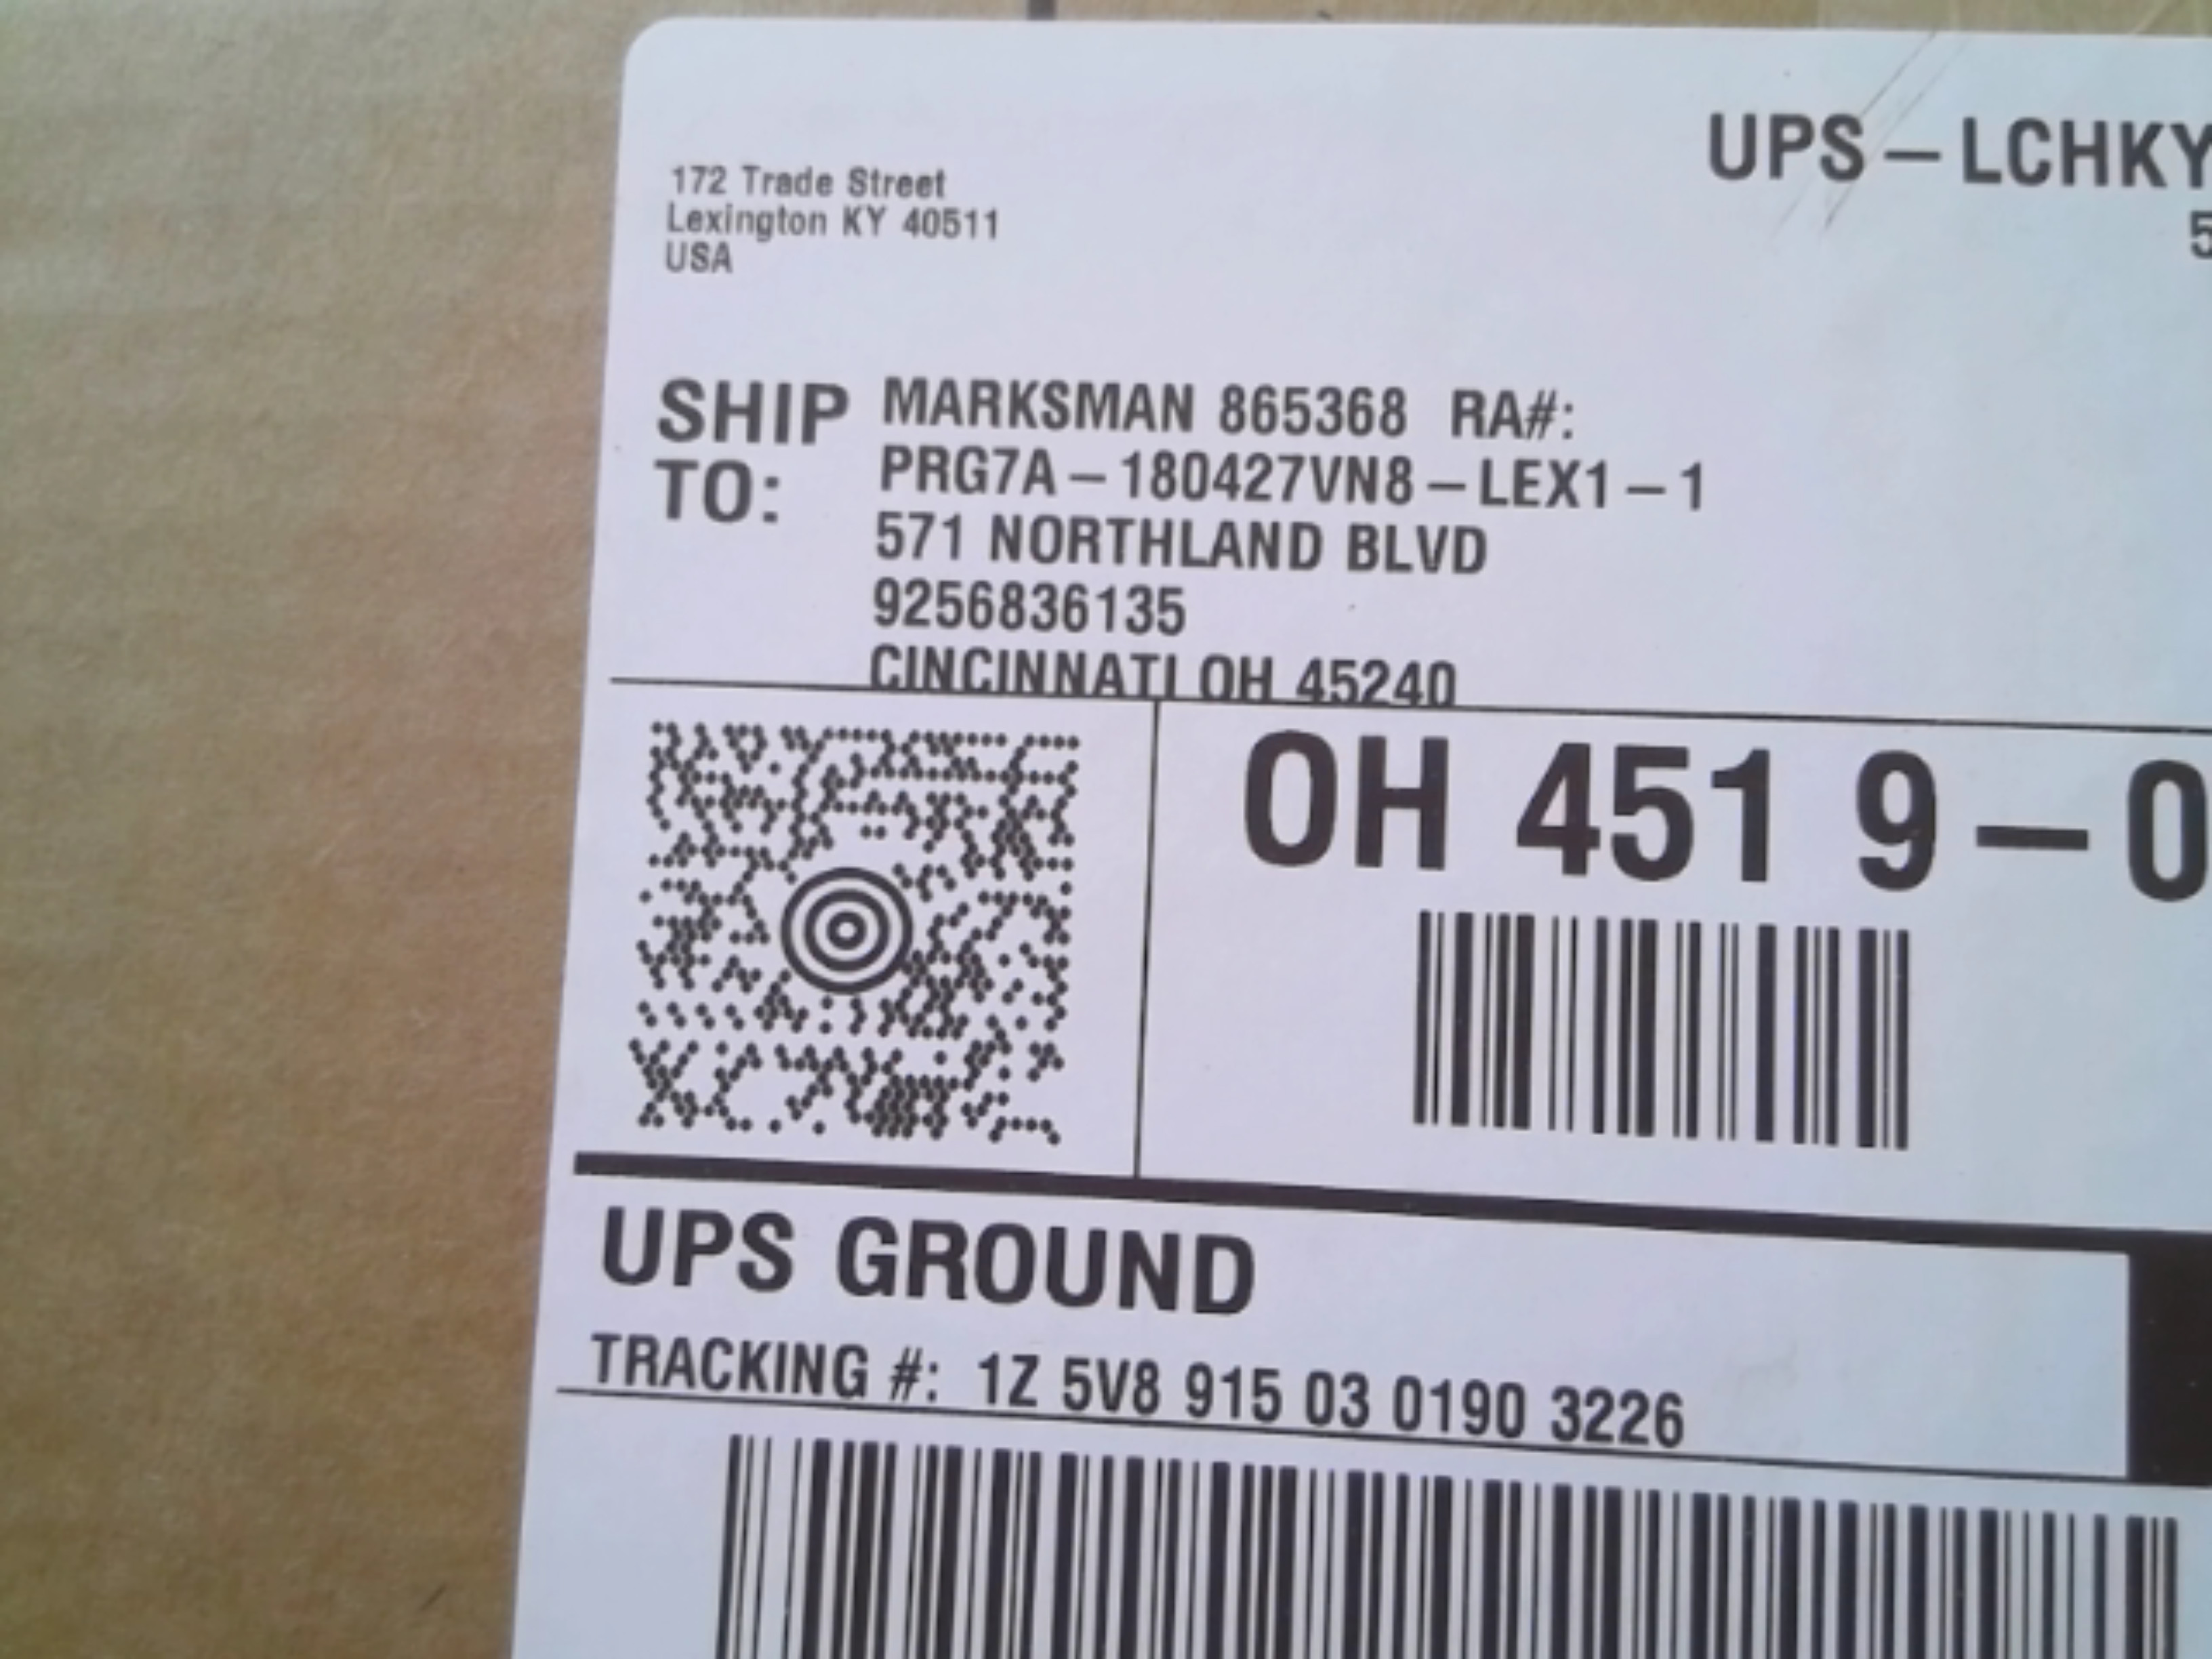 UPS - LCHKY
5
172 Trade Street
Lexington KY 40511
USA
SHIP TO:
MARKSMAN 865368 RA#:
PRG7A - 180427VN8 - LEX1 - 1
571 NORTHLAND BLVD
9256836135
CINCINNATI OH 45240
OH 451 9 - 0
UPS GROUND
TRACKING #: 1Z 5V8 915 03 0190 3226